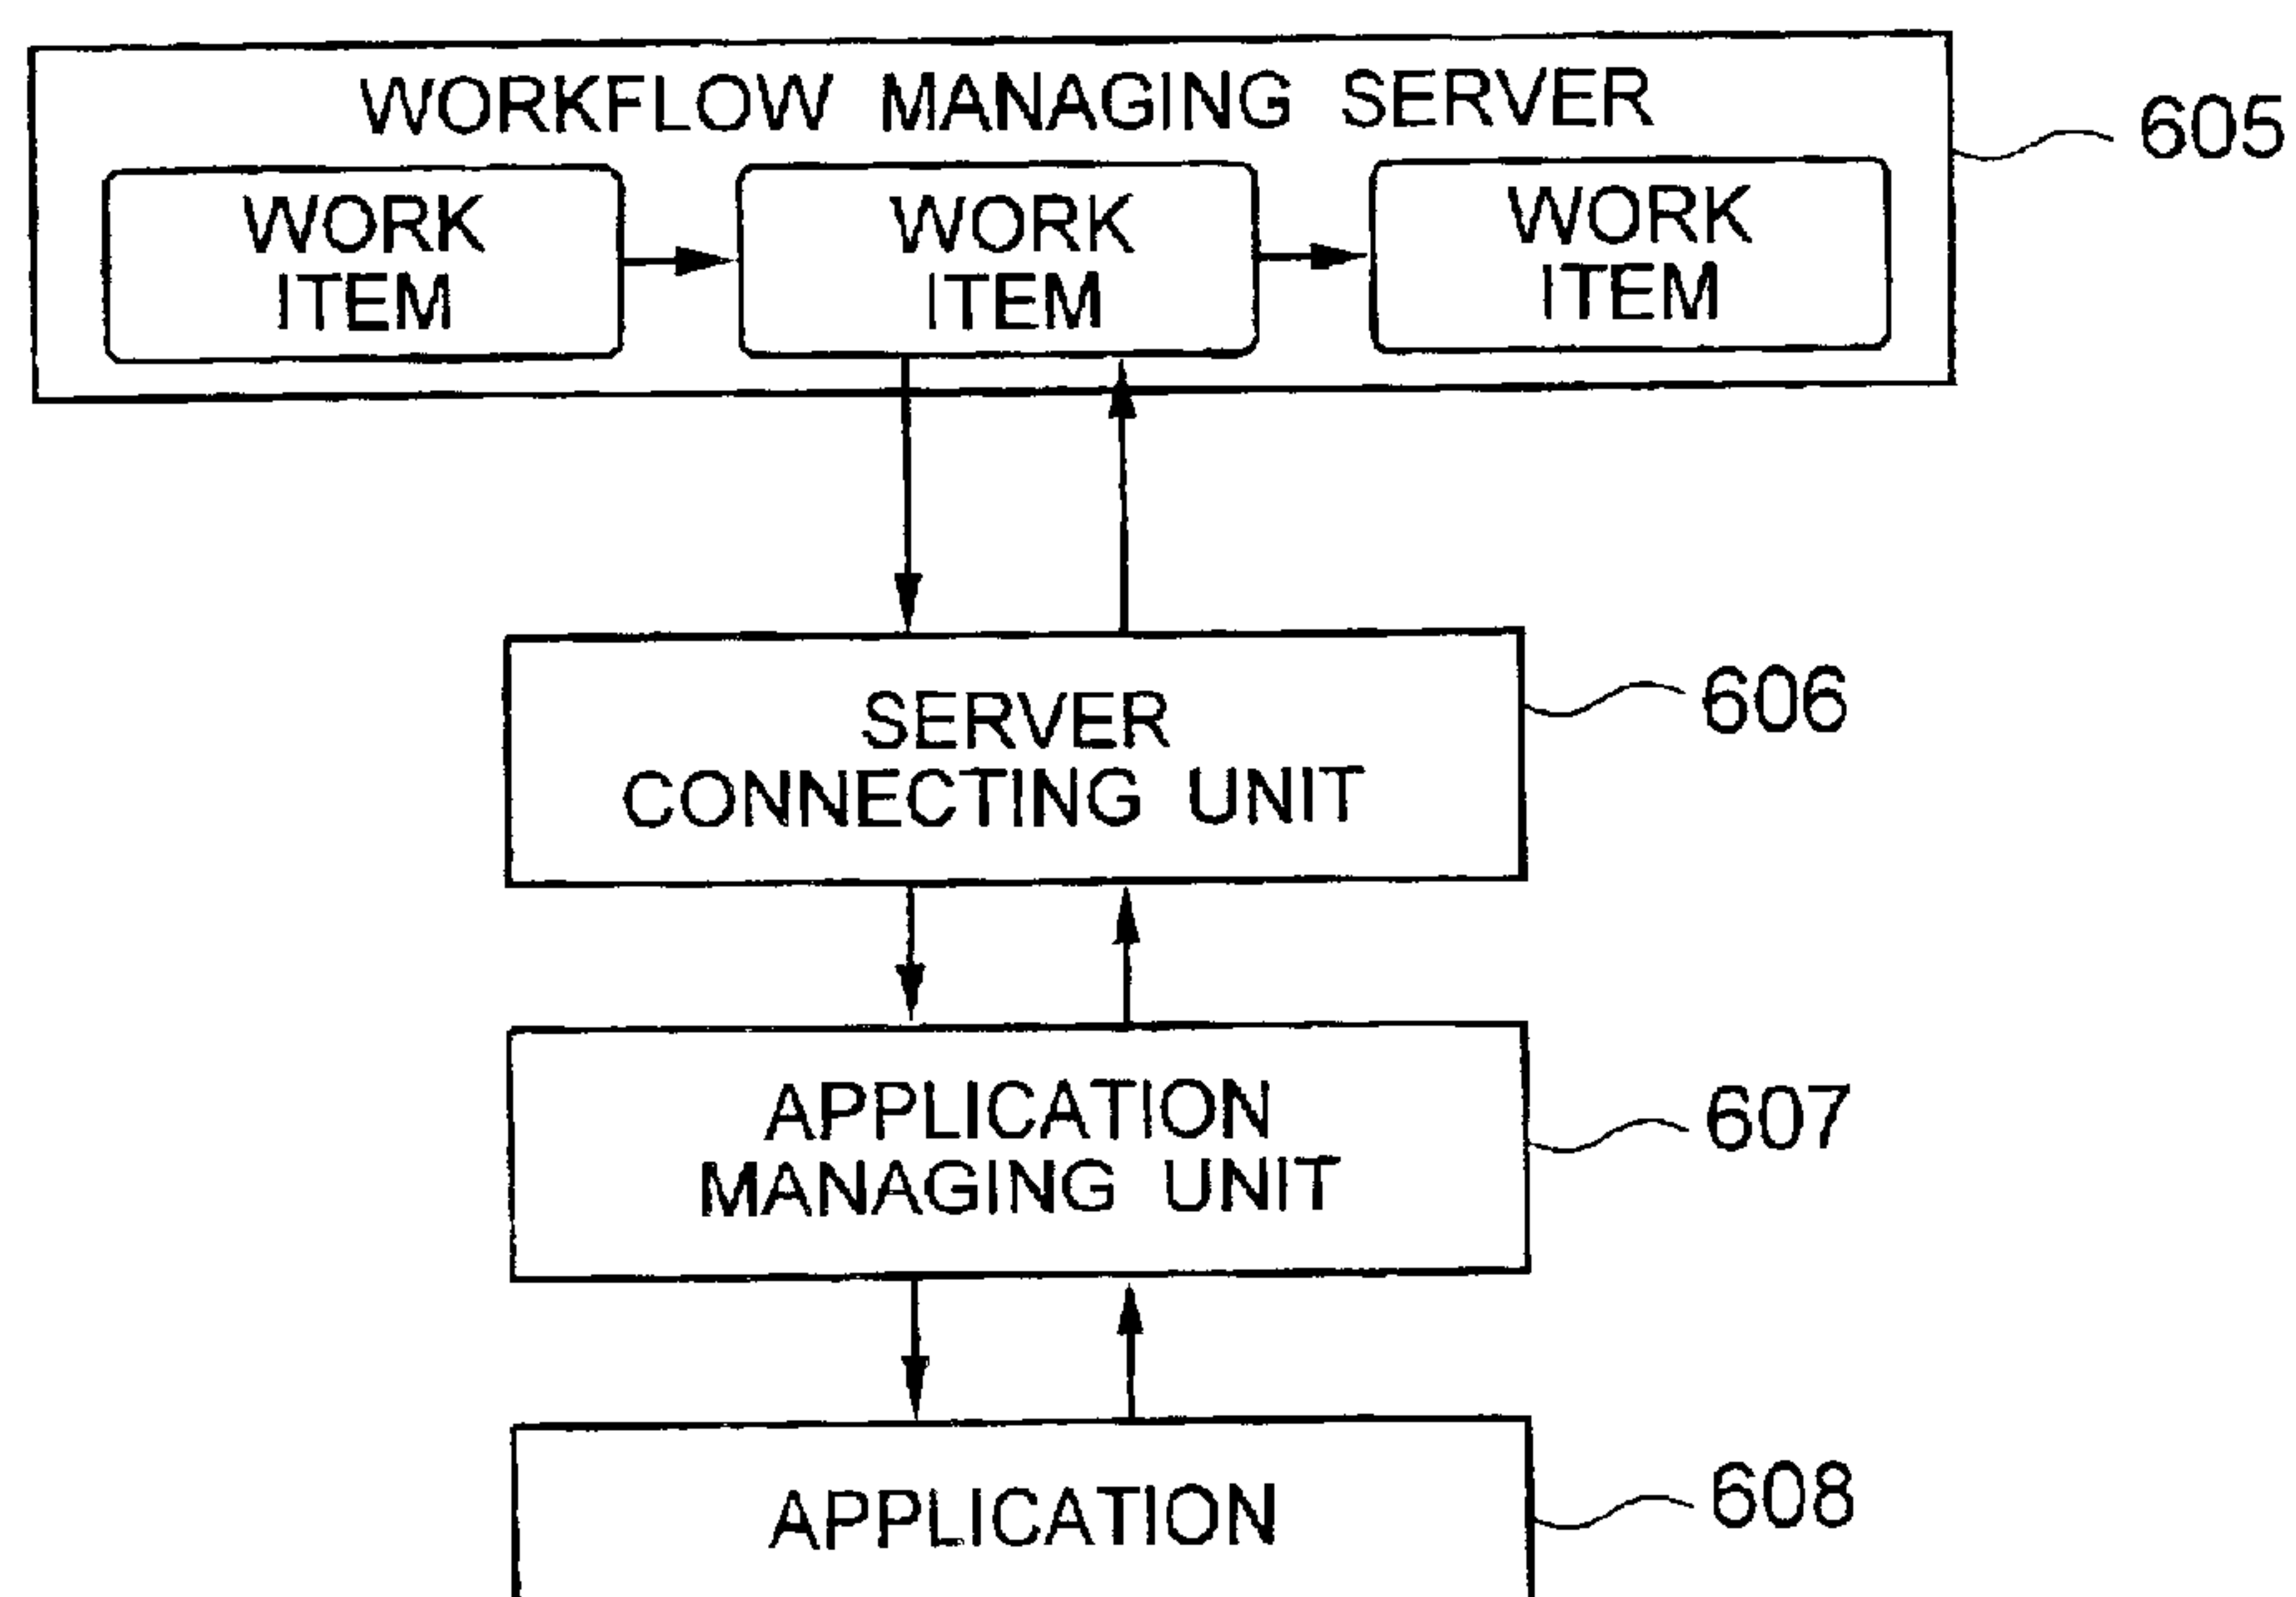 WORKFLOW MANAGING SERVER
605
WORK
ITEM
WORK
ITEM
WORK
ITEM
SERVER
CONNECTING UNIT
606
APPLICATION
MANAGING UNIT
607
APPLICATION
608